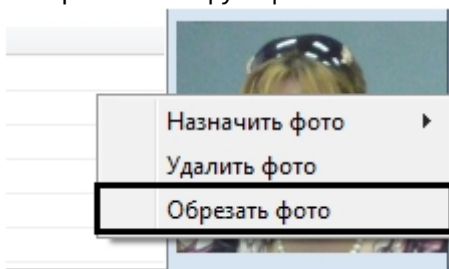 Назначить фото
Удалить фото
Обрезать фото